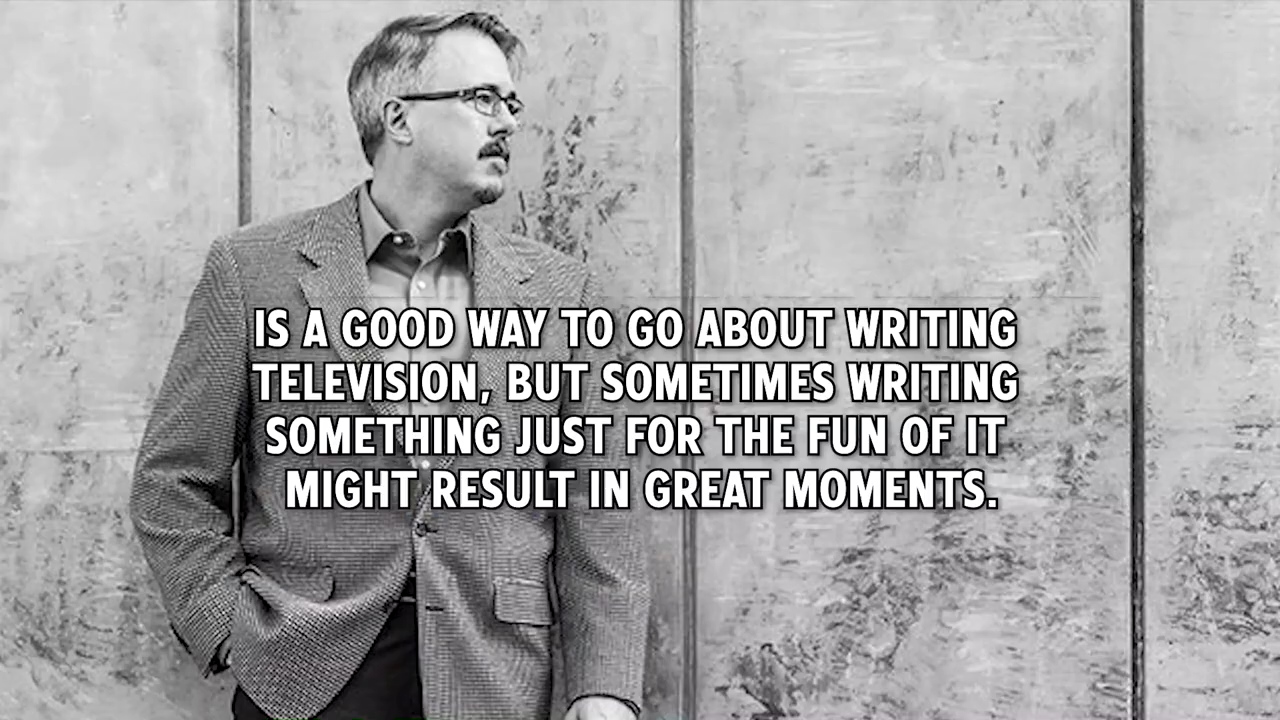 IS A GOOD WAY TO GO ABOUT WRITING
TELEVISION, BUT SOMETIMES WRITING
SOMETHING JUST FOR THE FUN OF IT
MIGHT RESULT IN GREAT MOMENTS.